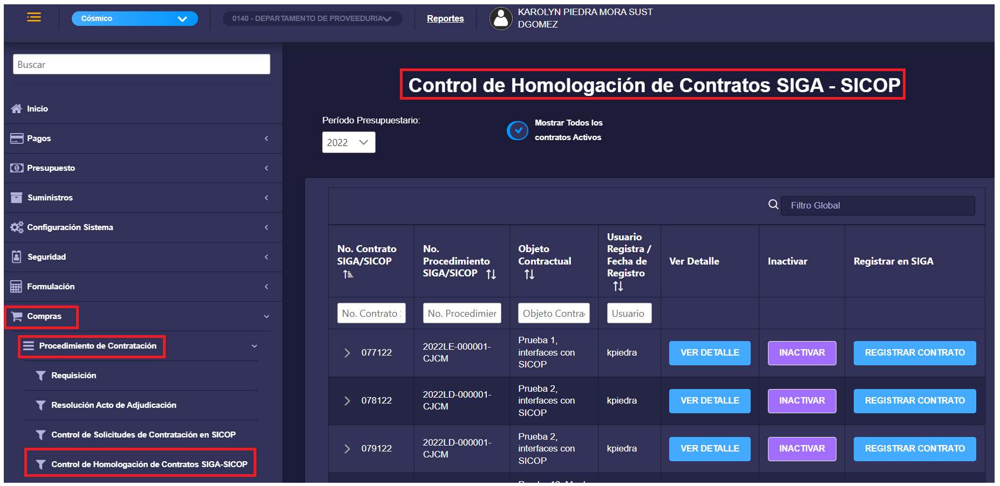 Cósmico
0140 - DEPARTAMENTO DE PROVEEDURIA
Reportes
KAROLYN PIEDRA MORA SUST
DGOMEZ
Buscar
Inicio
Pagos
Presupuesto
Suministros
Configuración Sistema
Seguridad
Formulación
Compras
Procedimiento de Contratación
Requisición
Resolución Acto de Adjudicación
Control de Solicitudes de Contratación en SICOP
Control de Homologación de Contratos SIGA-SICOP
Control de Homologación de Contratos SIGA - SICOP
Período Presupuestario:
2022
Mostrar Todos los
contratos Activos
Filtro Global
No. Contrato
SIGA/SICOP
No.
Procedimiento
SIGA/SICOP
Objeto
Contractual
Usuario
Registra /
Fecha de
Registro
Ver Detalle
Inactivar
Registrar en SIGA
No. Contrato
No. Procedimier
Objeto Contra
Usuario
077122
2022LE-000001-
CJCM
Prueba 1,
interfaces con
SICOP
kpiedra
VER DETALLE
INACTIVAR
REGISTRAR CONTRATO
078122
2022LD-000001-
CJCM
Prueba 2,
interfaces con
SICOP
kpiedra
VER DETALLE
INACTIVAR
REGISTRAR CONTRATO
079122
2022LD-000001-
CJCM
Prueba 2,
interfaces con
SICOP
kpiedra
VER DETALLE
INACTIVAR
REGISTRAR CONTRATO